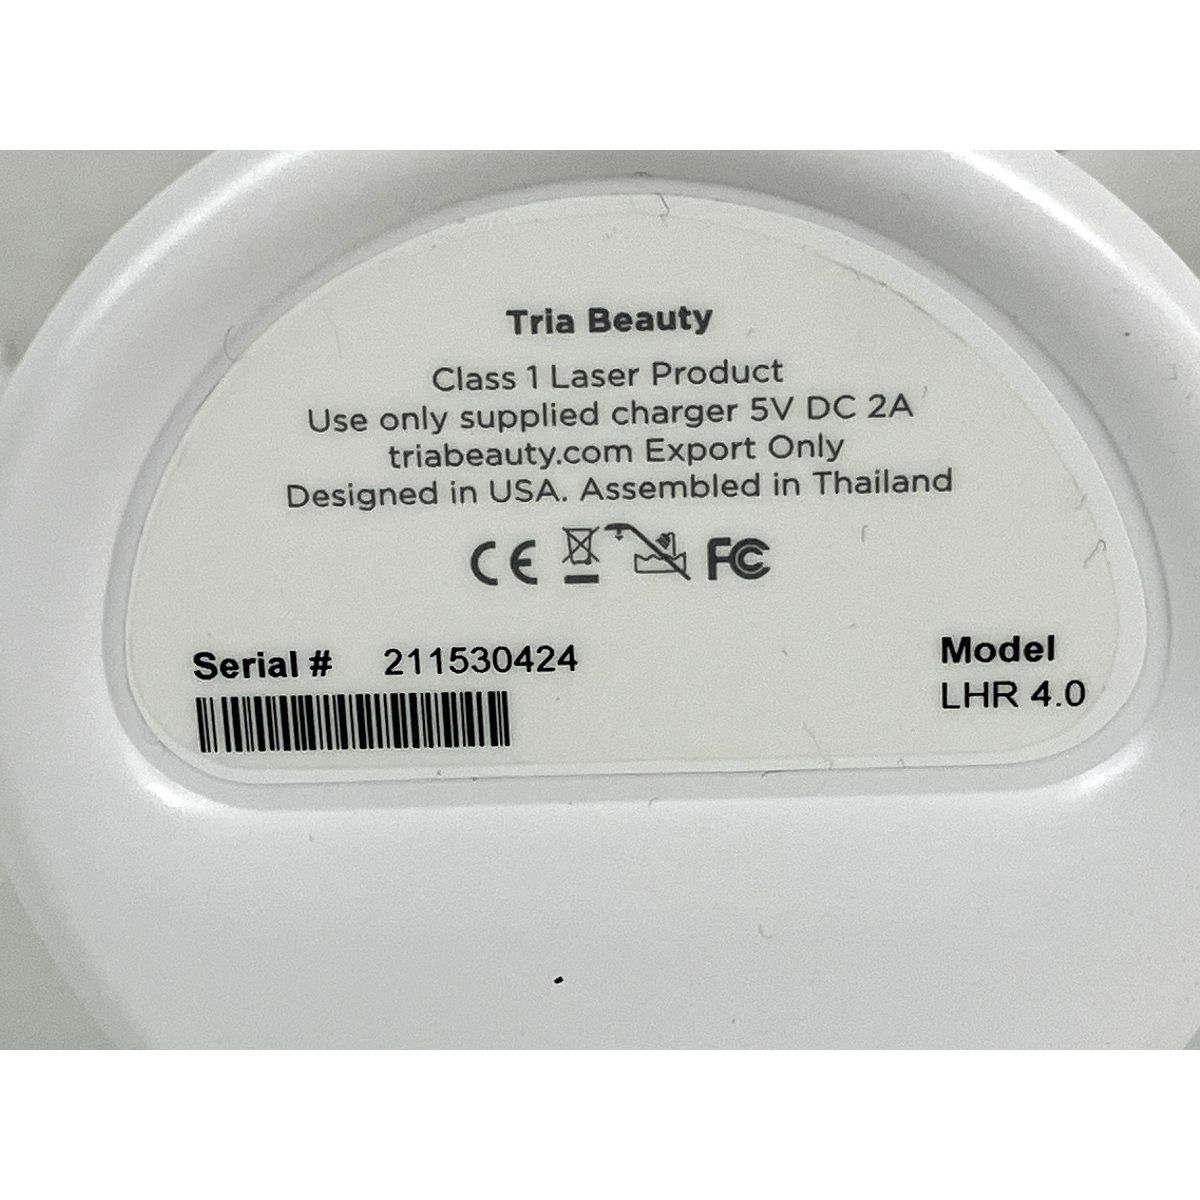 Tria Beauty
Class 1 Laser Product
Use only supplied charger 5V DC 2A
triabeauty.com Export Only
Designed in USA. Assembled in Thailand
CE FC
Serial # 211530424
Model
LHR 4.0